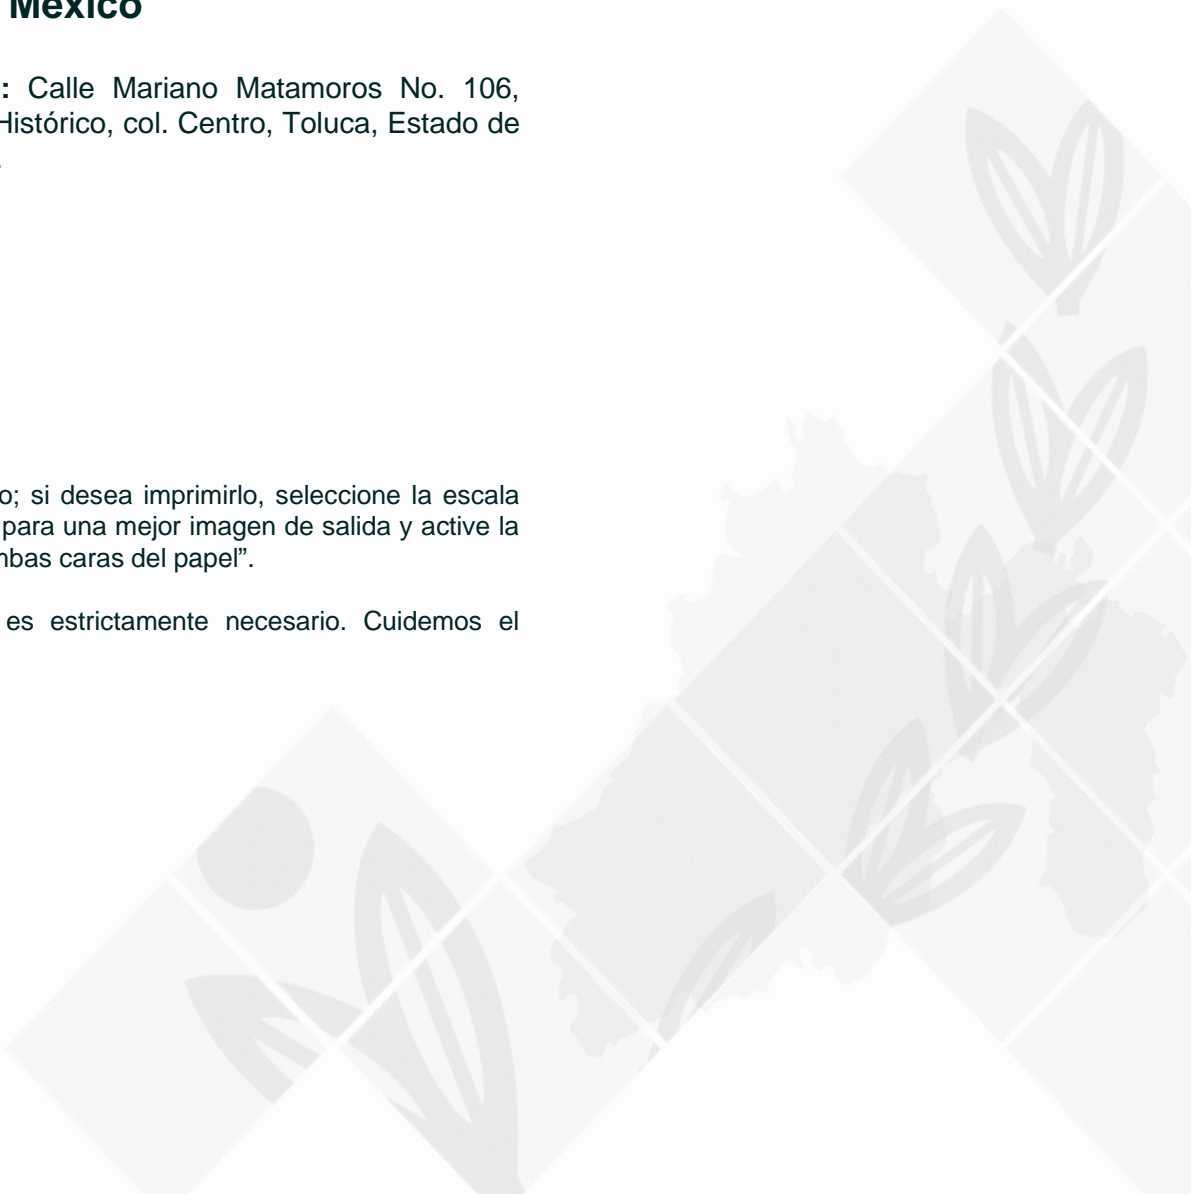 México
: Calle Mariano Matamoros No. 106,
Histórico, col. Centro, Toluca, Estado de
.
o; si desea imprimirlo, seleccione la escala
para una mejor imagen de salida y active la
mbas caras del papel”.
es estrictamente necesario. Cuidemos el